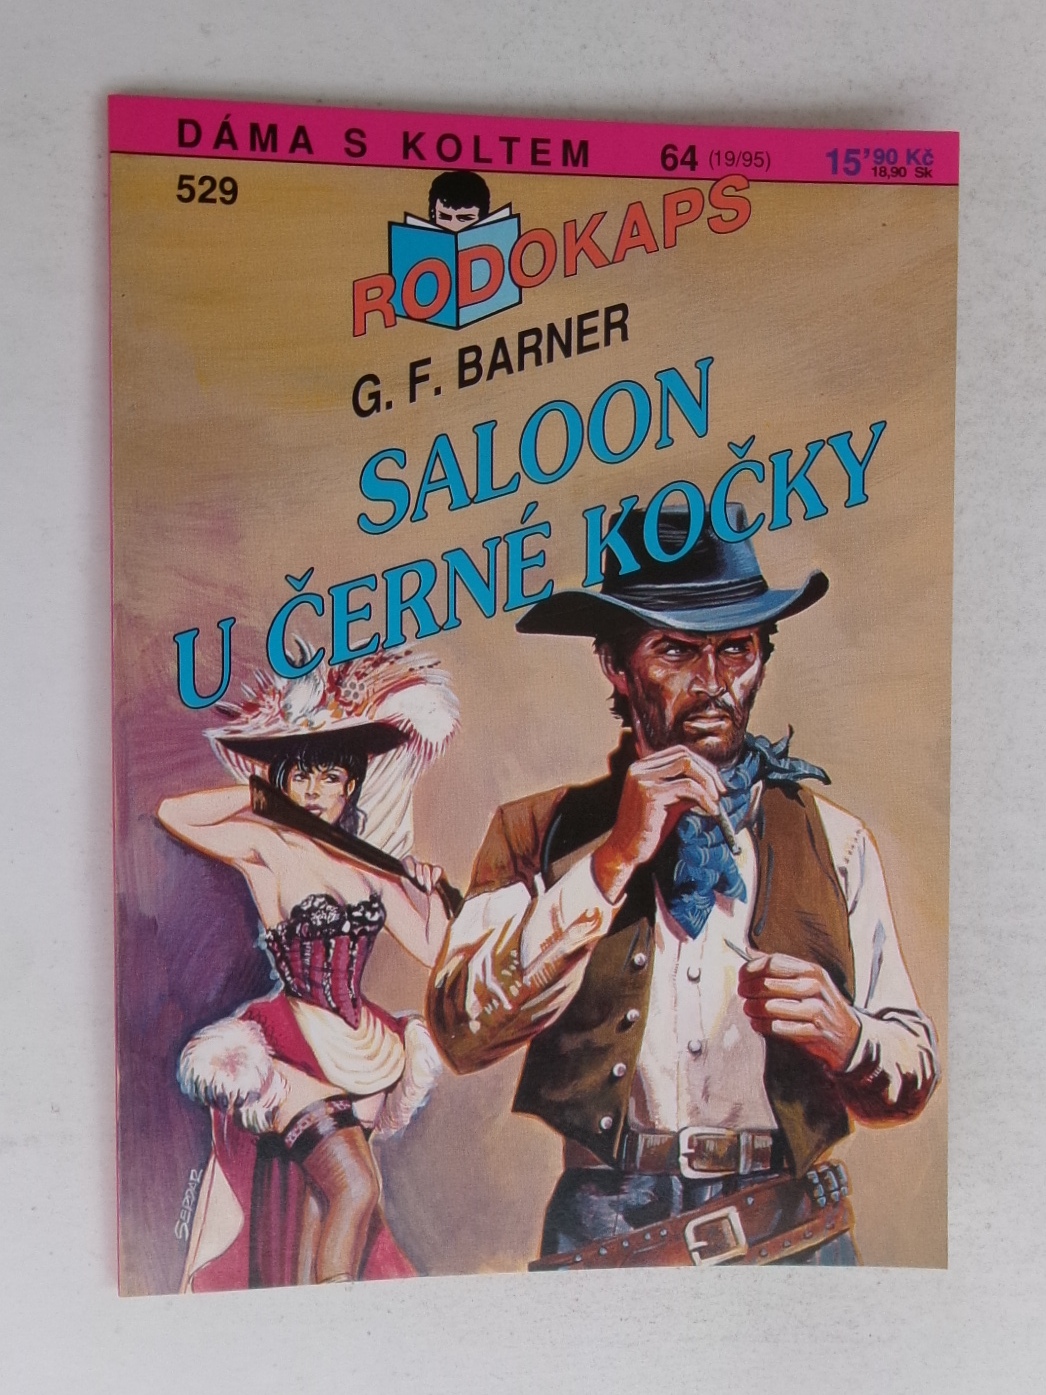 DÁMA S KOLTEM 64 (19/95) 15'90 Kč
18,90 Sk
529
RODOKAPS
G. F. BARNER
SALOON
U ČERNÉ KOČKY